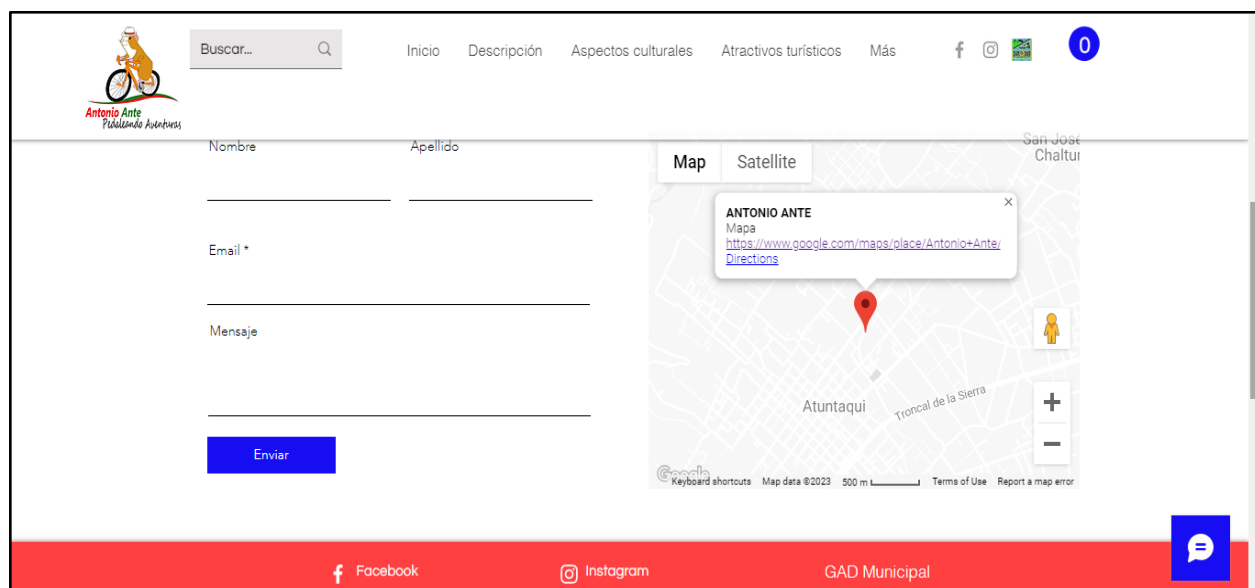 Buscar...
Inicio
Descripción
Aspectos culturales
Atractivos turísticos
Más
0
Antonio Ante
Pedaleando Aventuras
Nombre
Apellido
Email *
Mensaje
Enviar
Map
Satellite
San José
Chaltur
ANTONIO ANTE
Mapa
https://www.google.com/maps/place/Antonio+Ante/
Directions
Atuntaqui
Troncal de la Sierra
Google
Keyboard shortcuts
Map data ©2023
500 m
Terms of Use
Report a map error
Facebook
Instagram
GAD Municipal